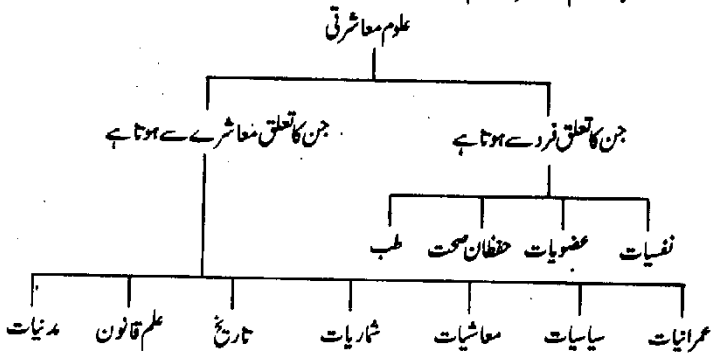 علوم معاشرتی
جن کا تعلق فرد سے ہوتا ہے
جن کا تعلق معاشرے سے ہوتا ہے
نفسیات عضویات حفظان صحت طب
عمرانیات سیاسیات معاشیات شماریات تاریخ علم قانون مدنیات